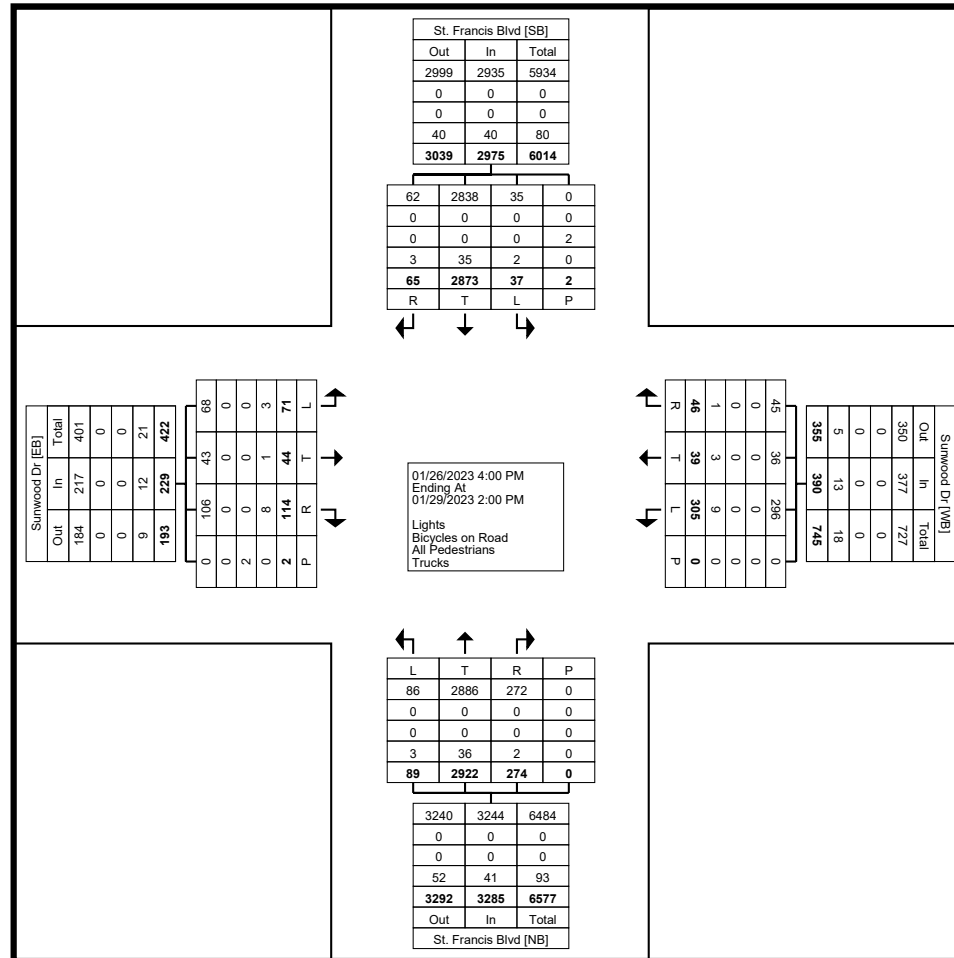 St. Francis Blvd [SB]
Out In Total
2999 2935 5934
0 0 0
0 0 0
40 40 80
3039 2975 6014
62 2838 35 0
0 0 0 0
0 0 0 2
3 35 2 0
65 2873 37 2
R T L P
Sunwood Dr [EB]
Total In Out
401 217 184
0 0 0
0 0 0
21 12 9
422 229 193
68 43 106 0
0 0 0 0
0 0 0 2
3 1 8 0
71 44 114 2
L T R P
01/26/2023 4:00 PM
Ending At
01/29/2023 2:00 PM
Lights
Bicycles on Road
All Pedestrians
Trucks
R T L P
46 39 305 0
1 3 9 0
0 0 0 0
0 0 0 0
45 36 296 0
355 390 745
5 13 18
0 0 0
0 0 0
350 377 727
Out In Total
Sunwood Dr [WB]
L T R P
86 2886 272 0
0 0 0 0
0 0 0 0
3 36 2 0
89 2922 274 0
3240 3244 6484
0 0 0
0 0 0
52 41 93
3292 3285 6577
Out In Total
St. Francis Blvd [NB]